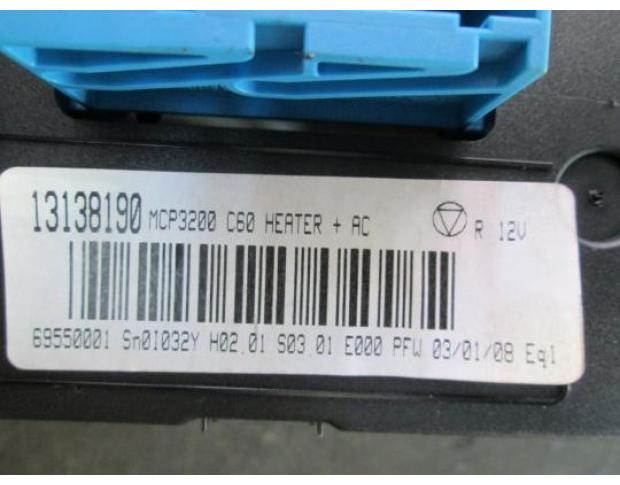 13138190 MCP3200 C60 HEATER + AC R 12V
69550001 Sn0I032Y H02.01 S03.01 E000 PFW 03/01/08 Eq1